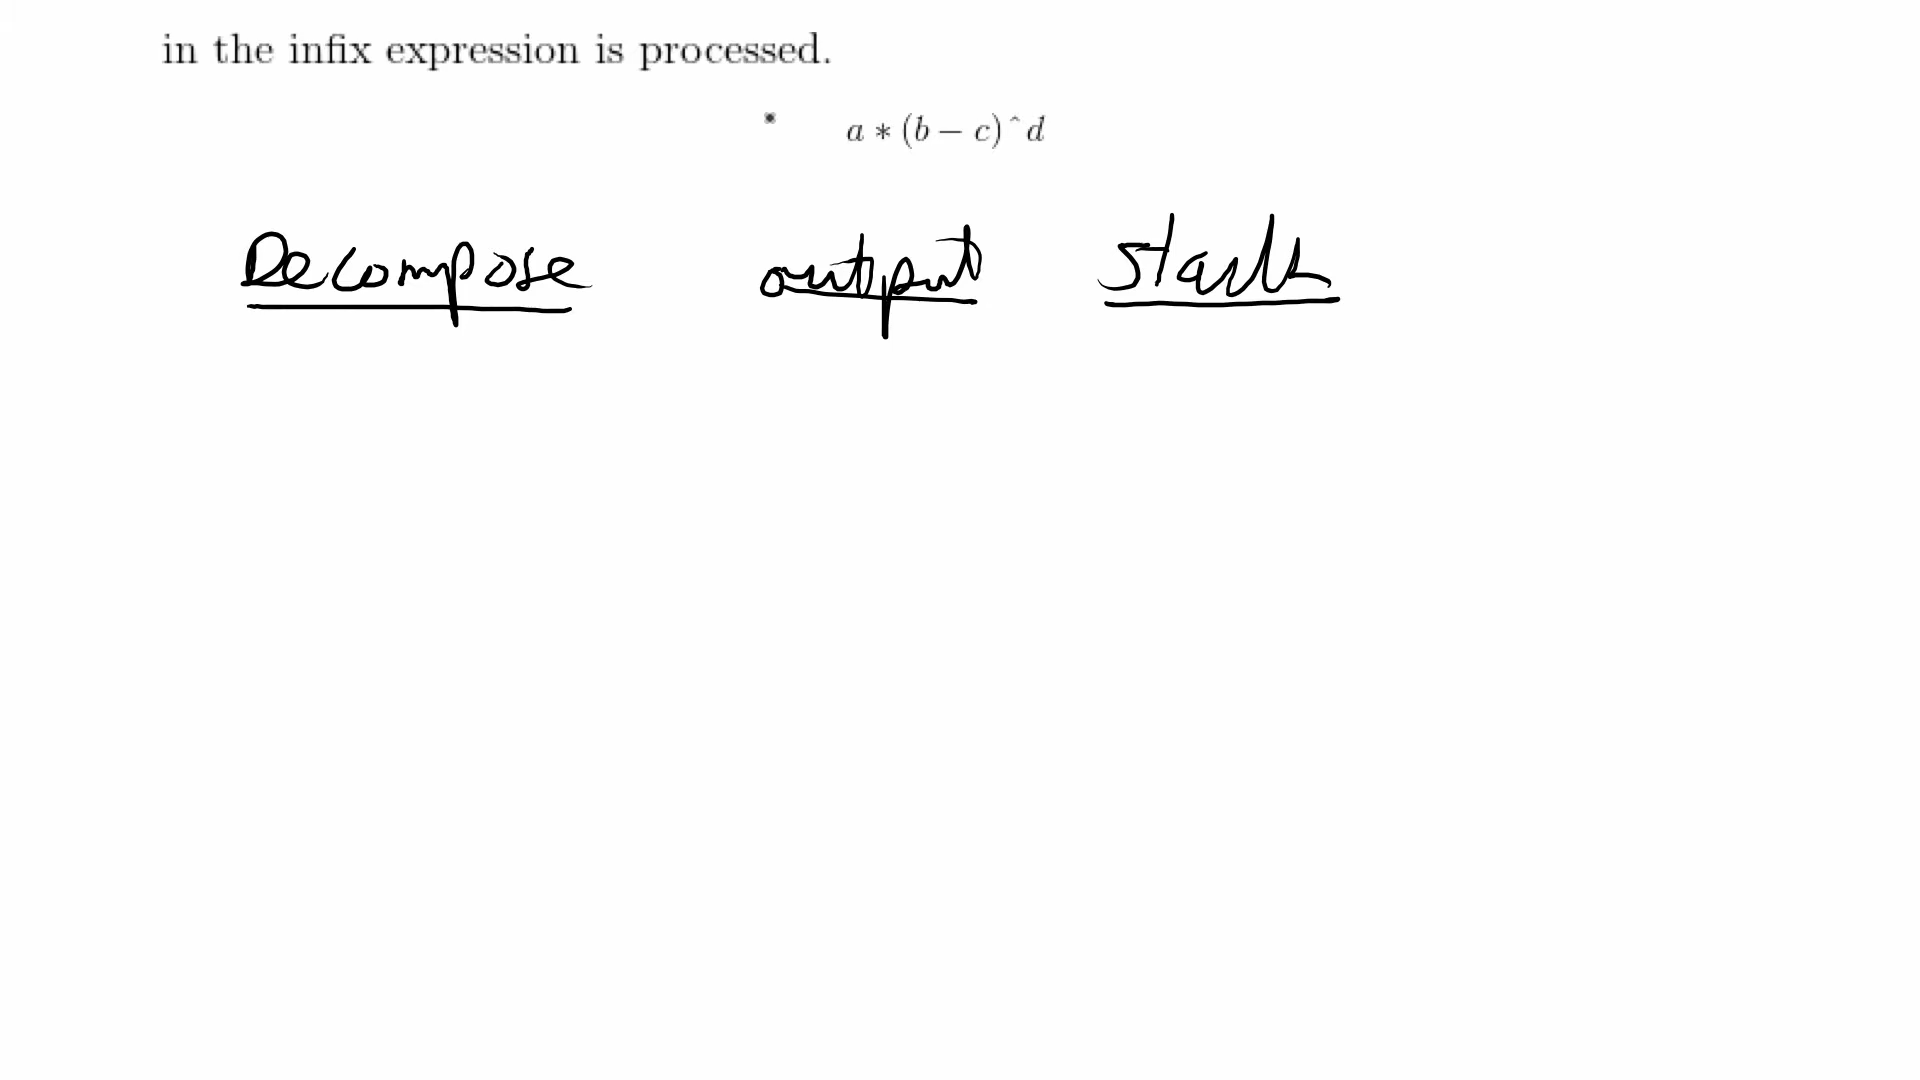 in the infix expression is processed.
a * (b − c)^d
Decompose output Stack